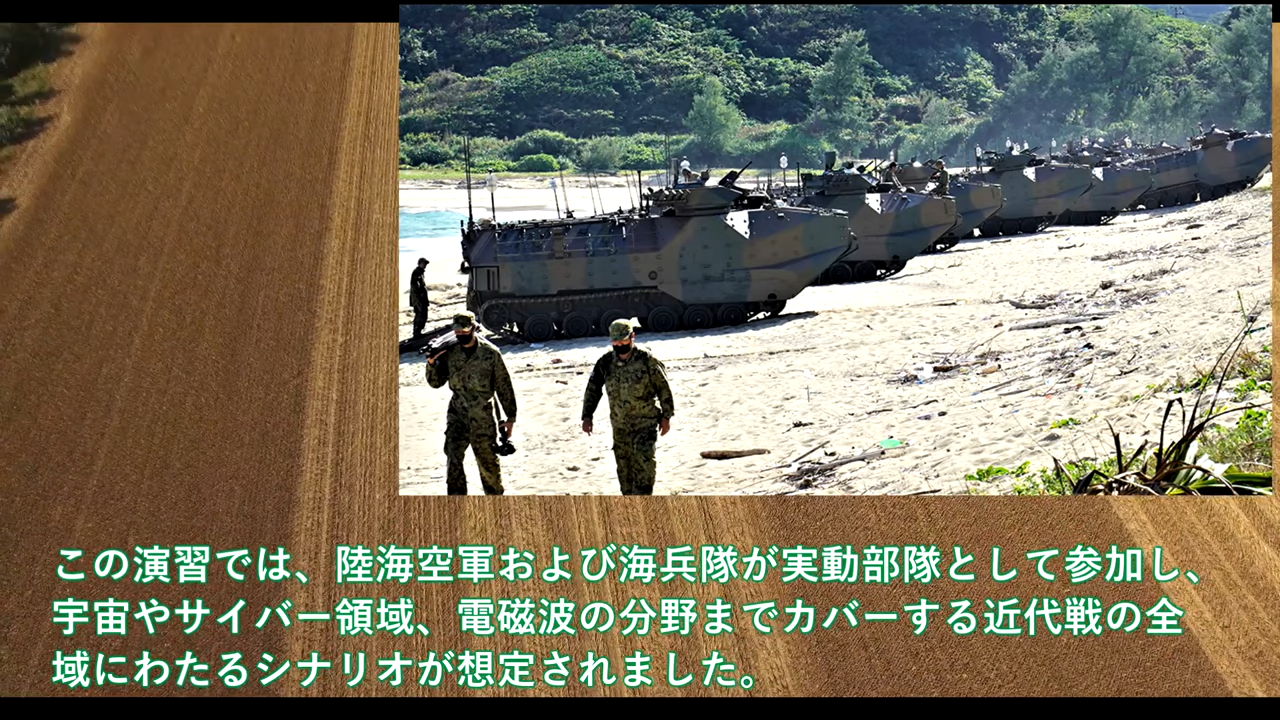 この演習では、陸海空軍および海兵隊が実動部隊として参加し、
宇宙やサイバー領域、電磁波の分野までカバーする近代戦の全
域にわたるシナリオが想定されました。